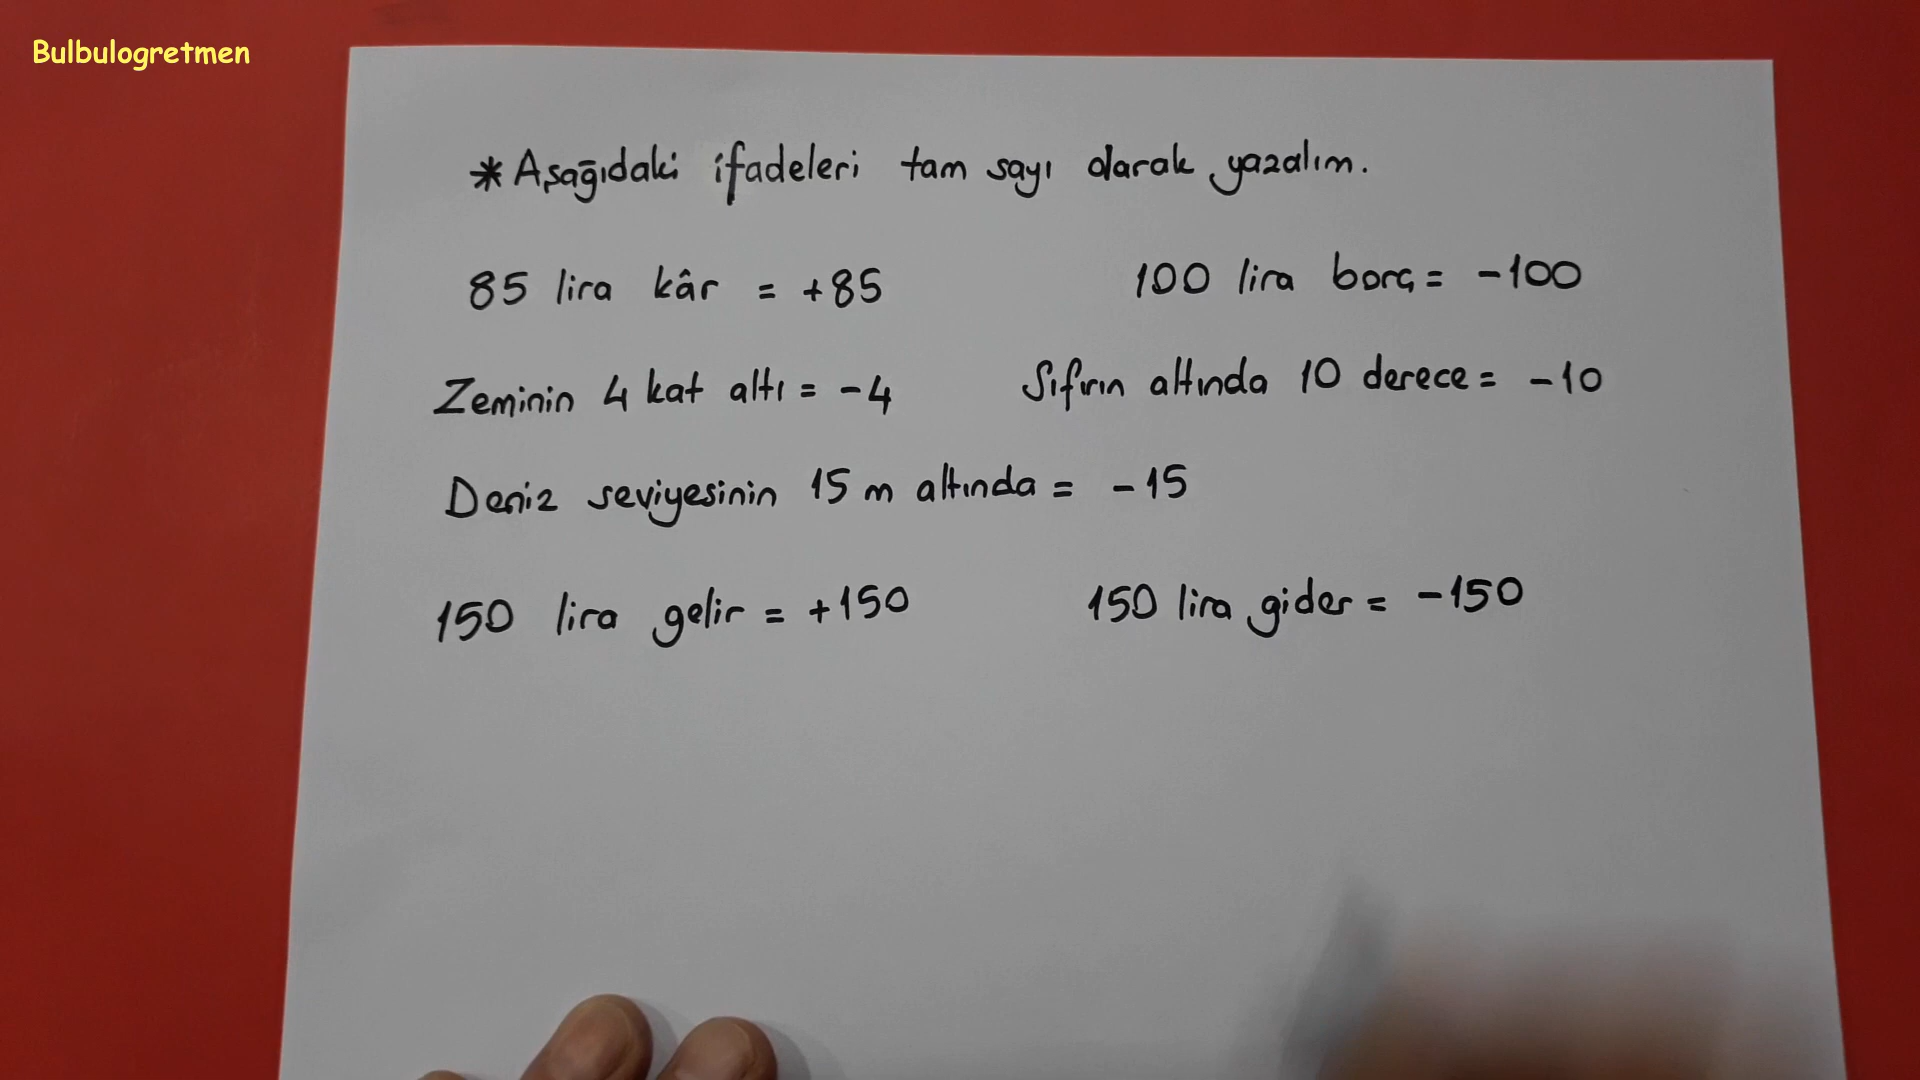 Bulbulogretmen
* Aşağıdaki ifadeleri tam sayı olarak yazalım.
85 lira kâr = +85 100 lira borç = -100
Zeminin 4 kat altı = -4 Sıfırın altında 10 derece = -10
Deniz seviyesinin 15 m altında = -15
150 lira gelir = +150 150 lira gider = -150